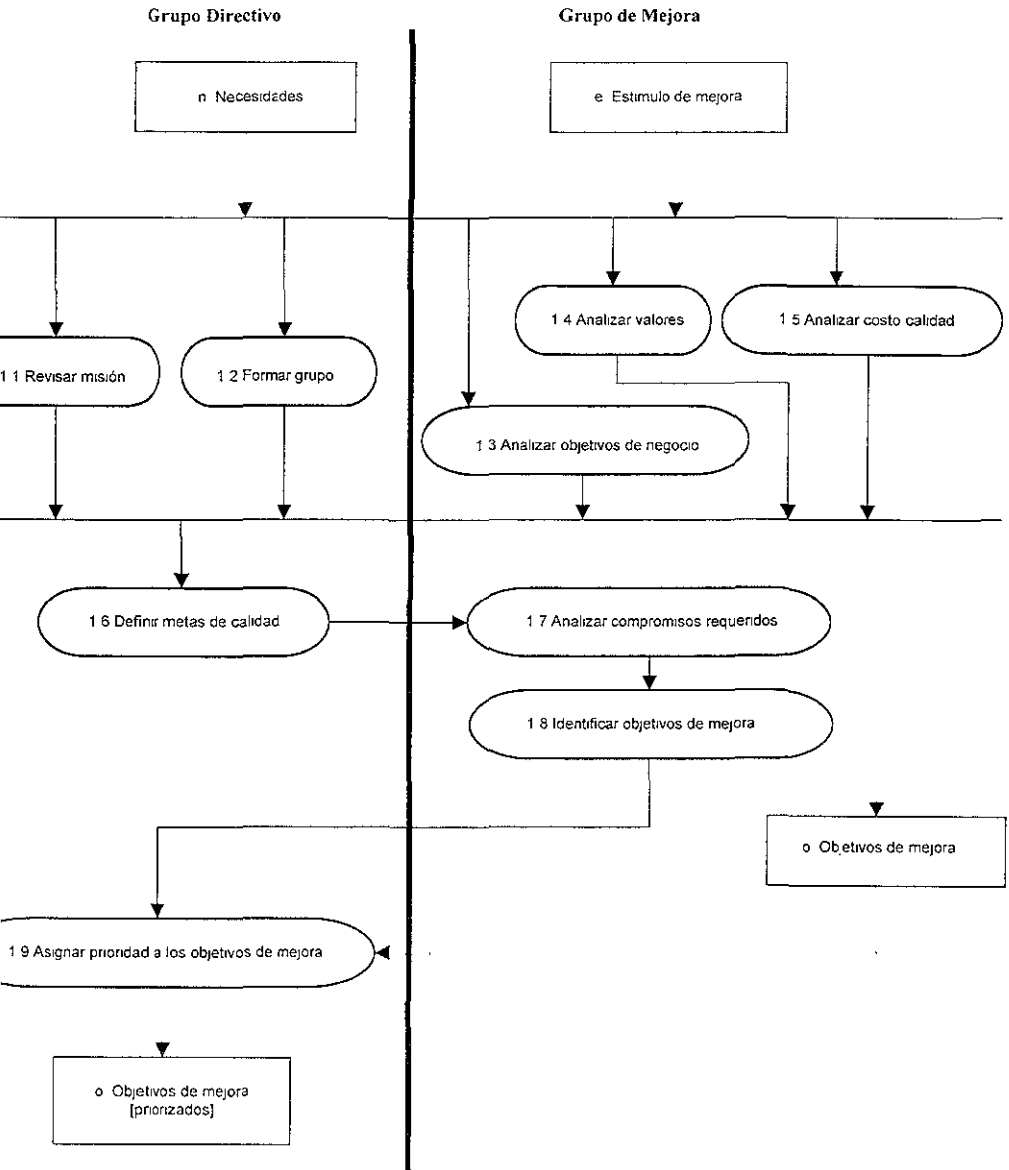 Grupo Directivo
Grupo de Mejora
n Necesidades
e Estimulo de mejora
1 4 Analizar valores
1 5 Analizar costo calidad
1 1 Revisar misión
1 2 Formar grupo
1 3 Analizar objetivos de negocio
1 6 Definir metas de calidad
1 7 Analizar compromisos requeridos
1 8 Identificar objetivos de mejora
o Objetivos de mejora
1 9 Asignar prioridad a los objetivos de mejora
o Objetivos de mejora
[priorizados]